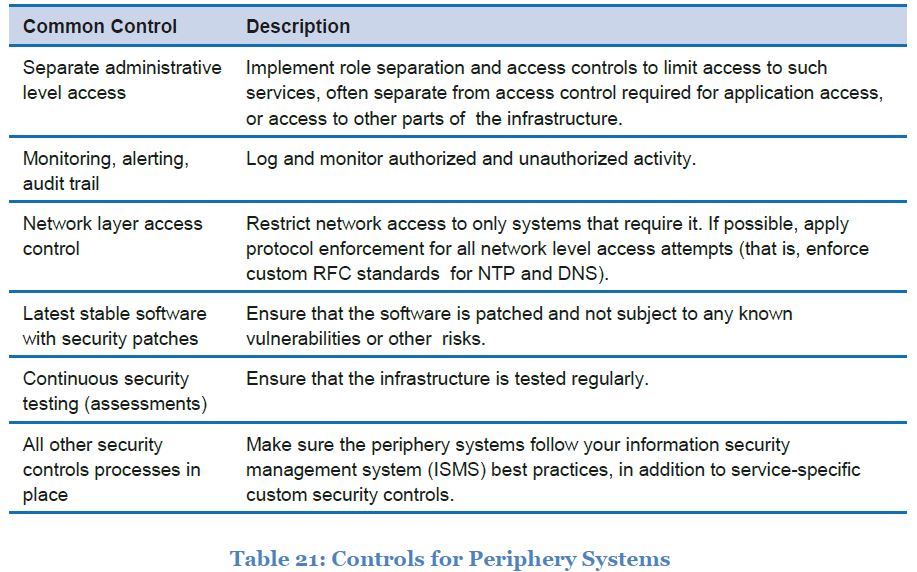 Common Control Description
Separate administrative level access Implement role separation and access controls to limit access to such
services, often separate from access control required for application access,
or access to other parts of the infrastructure.
Monitoring, alerting, audit trail Log and monitor authorized and unauthorized activity.
Network layer access control Restrict network access to only systems that require it. If possible, apply
protocol enforcement for all network level access attempts (that is, enforce
custom RFC standards for NTP and DNS).
Latest stable software with security patches Ensure that the software is patched and not subject to any known
vulnerabilities or other risks.
Continuous security testing (assessments) Ensure that the infrastructure is tested regularly.
All other security controls processes in place Make sure the periphery systems follow your information security
management system (ISMS) best practices, in addition to service-specific
custom security controls.
Table 21: Controls for Periphery Systems